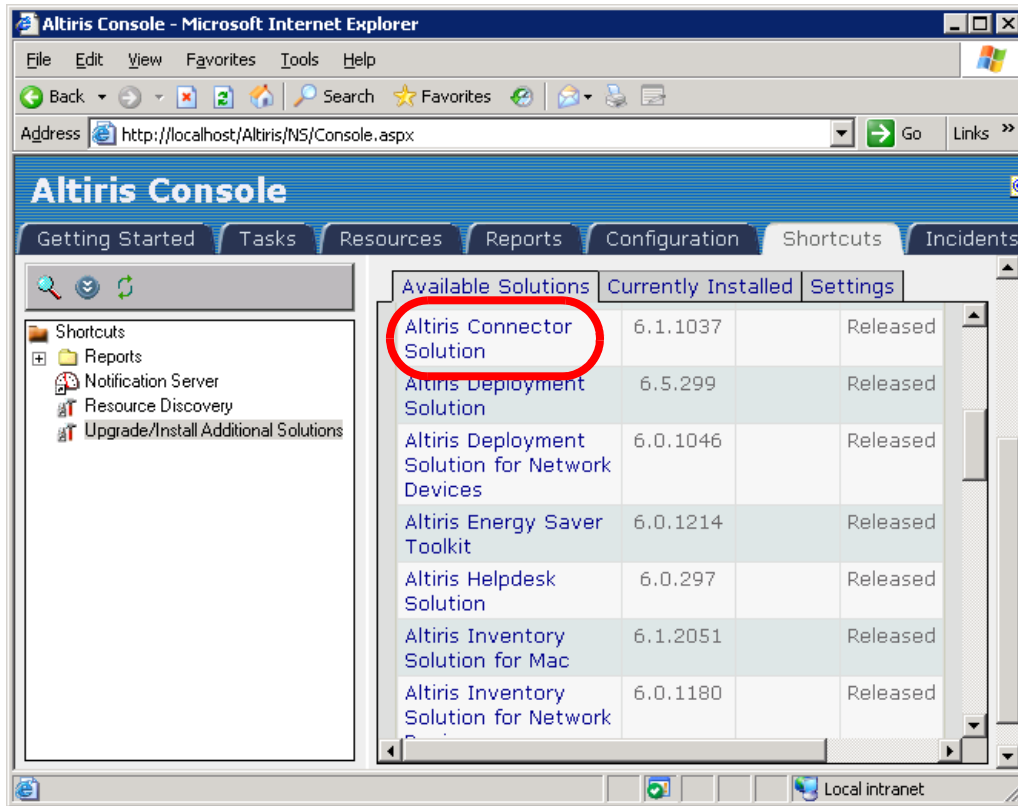 Altiris Console - Microsoft Internet Explorer
File Edit View Favorites Tools Help
Back Search Favorites
Address http://localhost/Altiris/NS/Console.aspx Go Links »
Altiris Console
Getting Started Tasks Resources Reports Configuration Shortcuts Incidents
Shortcuts
Reports
Notification Server
Resource Discovery
Upgrade/Install Additional Solutions
Available Solutions Currently Installed Settings
Altiris Connector 6.1.1037 Released
Solution
Altiris Deployment 6.5.299 Released
Solution
Altiris Deployment 6.0.1046 Released
Solution for Network
Devices
Altiris Energy Saver 6.0.1214 Released
Toolkit
Altiris Helpdesk 6.0.297 Released
Solution
Altiris Inventory 6.1.2051 Released
Solution for Mac
Altiris Inventory 6.0.1180 Released
Solution for Network
Local intranet